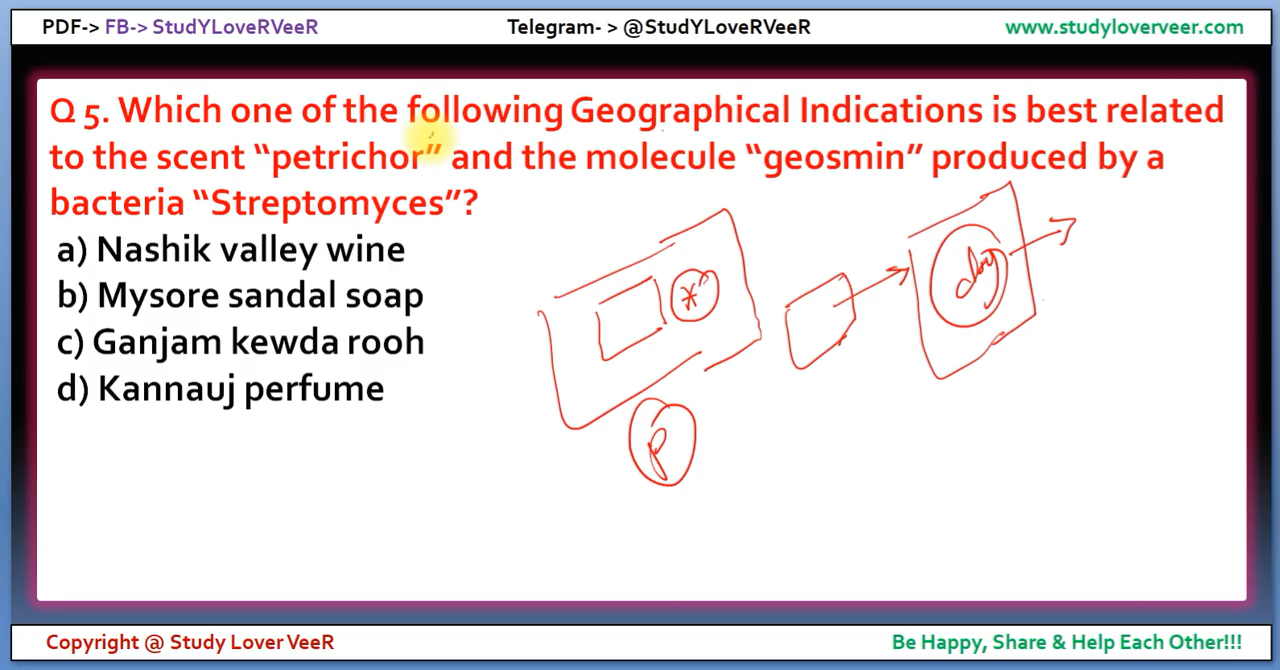 PDF-> FB-> StudYLoveRVeeR Telegram- > @StudYLoveRVeeR www.studyloverveer.com
Q 5. Which one of the following Geographical Indications is best related
to the scent “petrichor” and the molecule “geosmin” produced by a
bacteria “Streptomyces”?
a) Nashik valley wine
b) Mysore sandal soap
c) Ganjam kewda rooh
d) Kannauj perfume
P
Copyright @ Study Lover VeeR Be Happy, Share & Help Each Other!!!